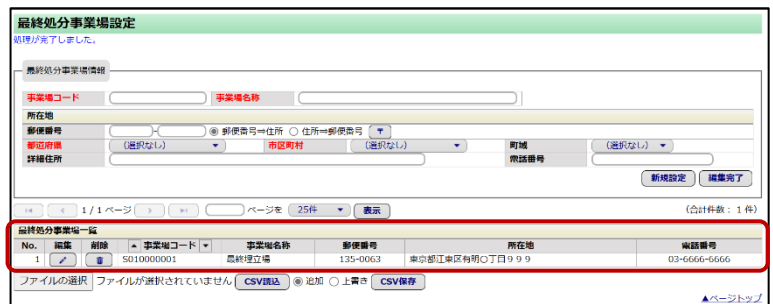 最終処分事業場設定
処理が完了しました。
最終処分事業場情報
事業場コード 事業場名称
所在地
郵便番号 - 郵便番号⇒住所 住所⇒郵便番号 〒
都道府県 (選択なし) 市区町村 (選択なし) 町域 (選択なし)
詳細住所 電話番号
新規設定 編集完了
1 / 1 ページ ページを 25件 表示 (合計件数: 1 件)
最終処分事業場一覧
No. 編集 削除 ▲ 事業場コード ▼ 事業場名称 郵便番号 所在地 電話番号
1 S010000001 最終埋立場 135-0063 東京都江東区有明〇丁目999 03-6666-6666
ファイルの選択 ファイルが選択されていません CSV読込 追加 上書き CSV保存
▲ページトップ